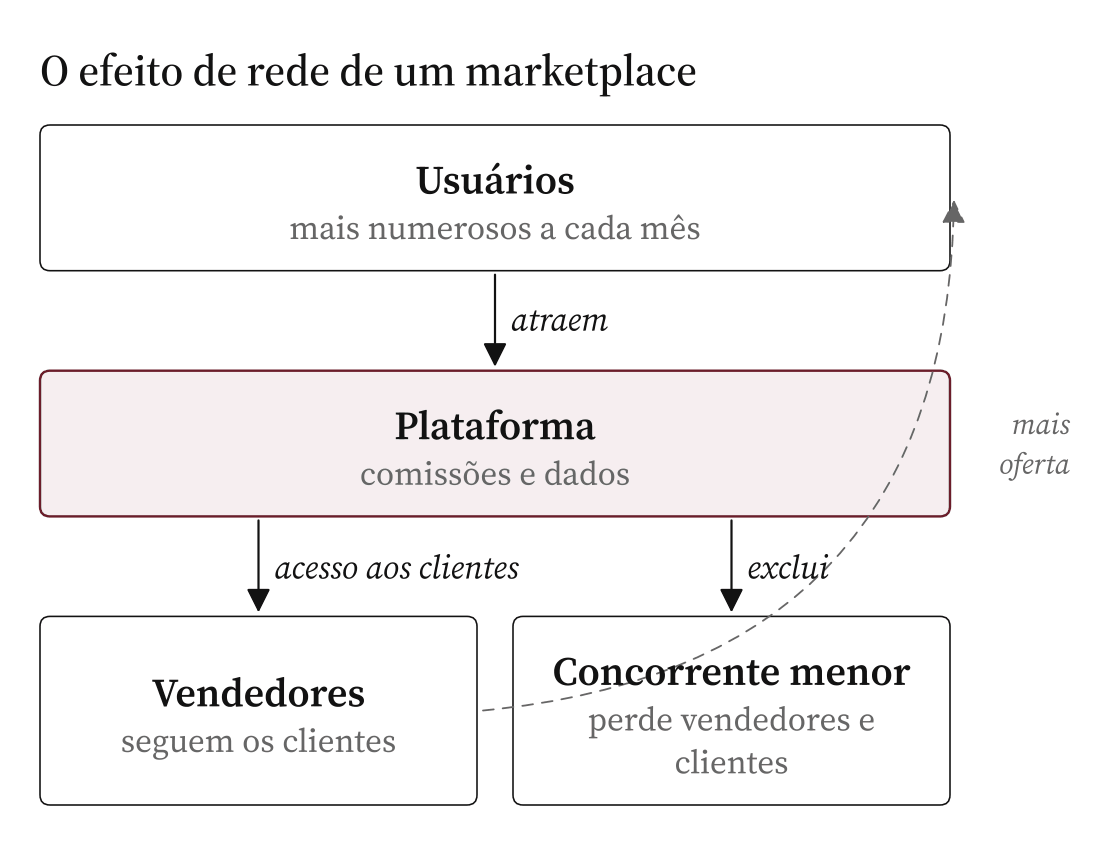 O efeito de rede de um marketplace
Usuários
mais numerosos a cada mês
atraem
Plataforma
comissões e dados
mais
oferta
acesso aos clientes
exclui
Vendedores
seguem os clientes
Concorrente menor
perde vendedores e
clientes